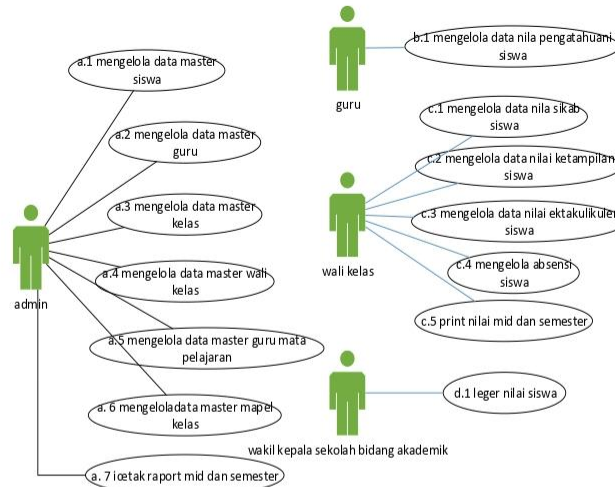 a.1 mengelola data master
siswa
a.2 mengelola data master
guru
a.3 mengelola data master
kelas
admin
a.4 mengelola data master wali
kelas
a.5 mengelola data master guru mata
pelajaran
a. 6 mengeloladata master mapel
kelas
a. 7 icetak raport mid dan semester
guru
b.1 mengelola data nila pengatahuani
siswa
c.1 mengelola data nila sikab
siswa
c.2 mengelola data nilai ketampilan
siswa
c.3 mengelola data nilai ektakulikuler
siswa
wali kelas
c.4 mengelola absensi
siswa
c.5 print nilai mid dan semester
d.1 leger nilai siswa
wakil kepala sekolah bidang akademik